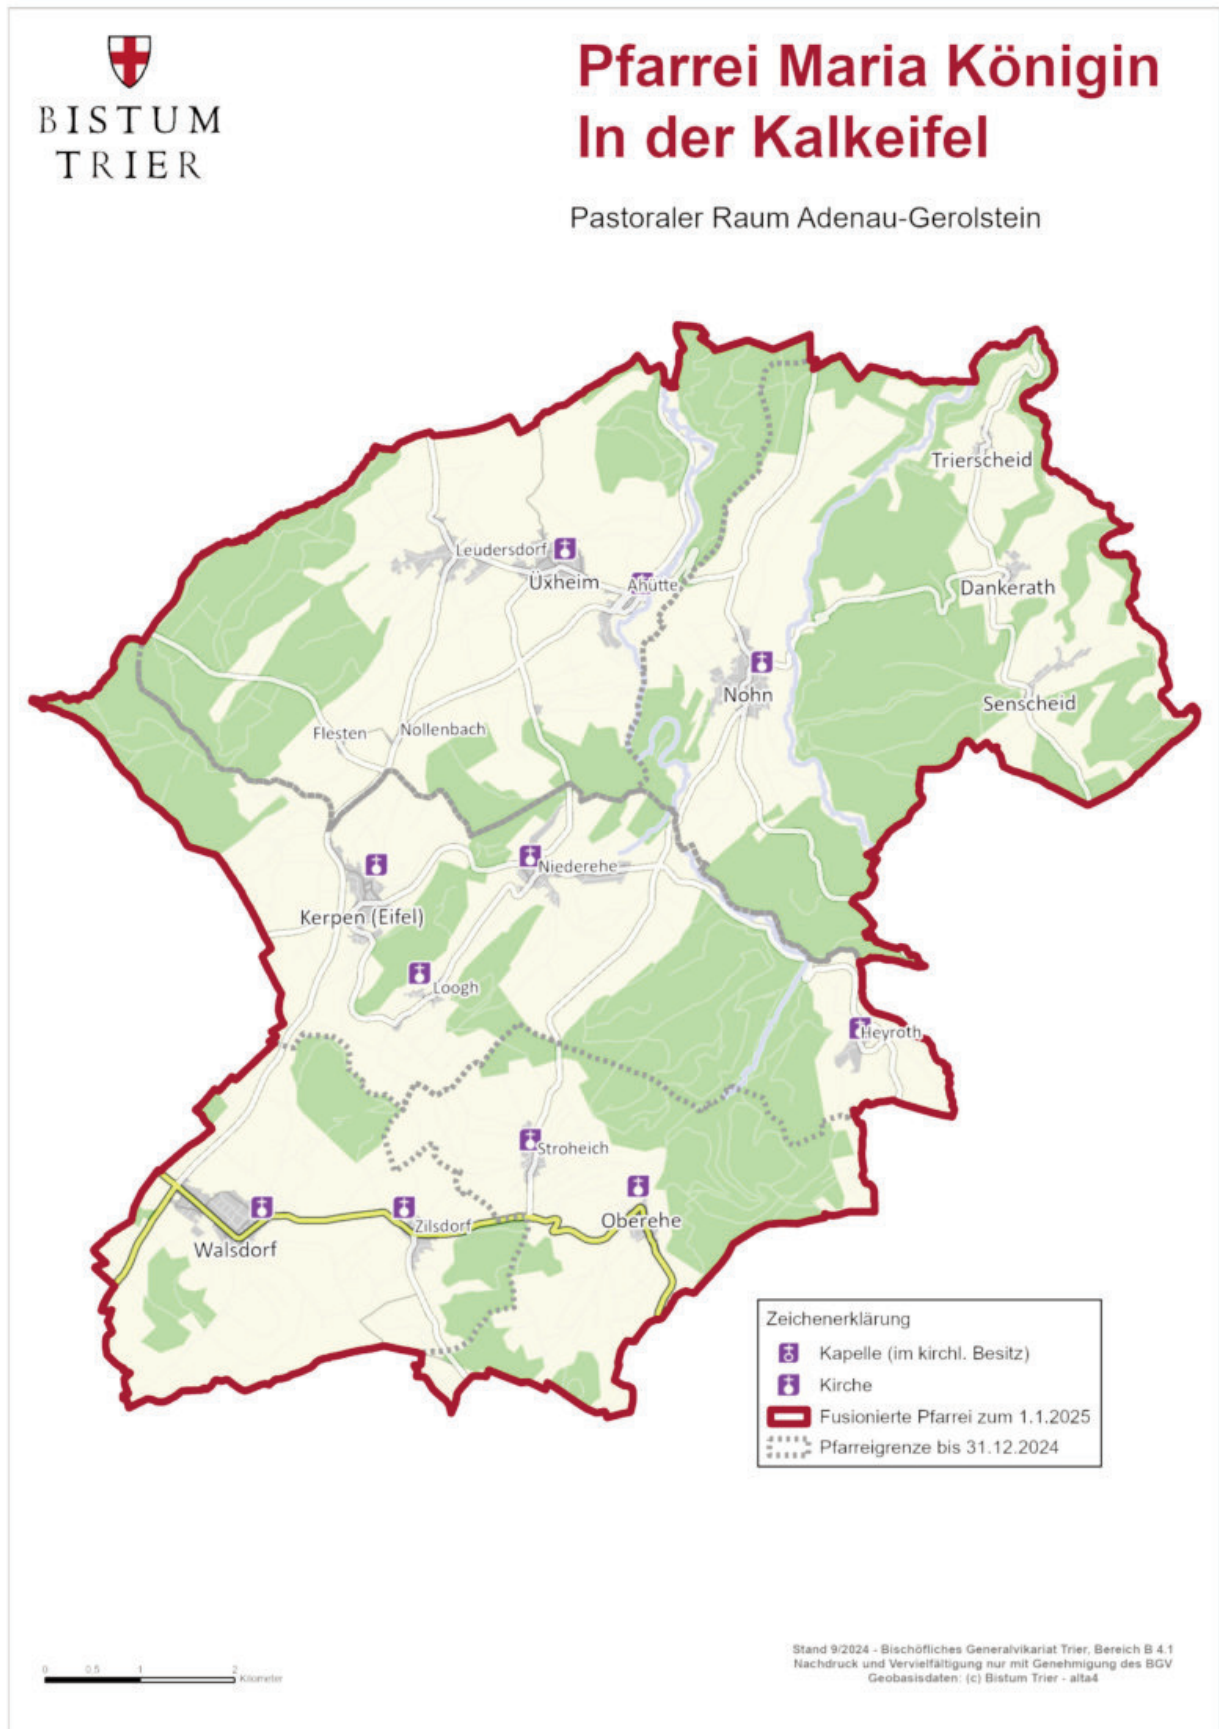 BISTUM
TRIER
Pfarrei Maria Königin
In der Kalkeifel
Pastoraler Raum Adenau-Gerolstein
Trierscheid
Leudersdorf
Üxheim
Ahütte
Dankerath
Nohn
Senscheid
Flesten
Nollenbach
Niederehe
Kerpen (Eifel)
Loogh
Heyroth
Stroheich
Zilsdorf
Oberehe
Walsdorf
Zeichenerklärung
Kapelle (im kirchl. Besitz)
Kirche
Fusionierte Pfarrei zum 1.1.2025
Pfarreigrenze bis 31.12.2024
0 0.5 1 2
Kilometer
Stand 9/2024 - Bischöfliches Generalvikariat Trier, Bereich B 4.1
Nachdruck und Vervielfältigung nur mit Genehmigung des BGV
Geobasisdaten: (c) Bistum Trier - alta4